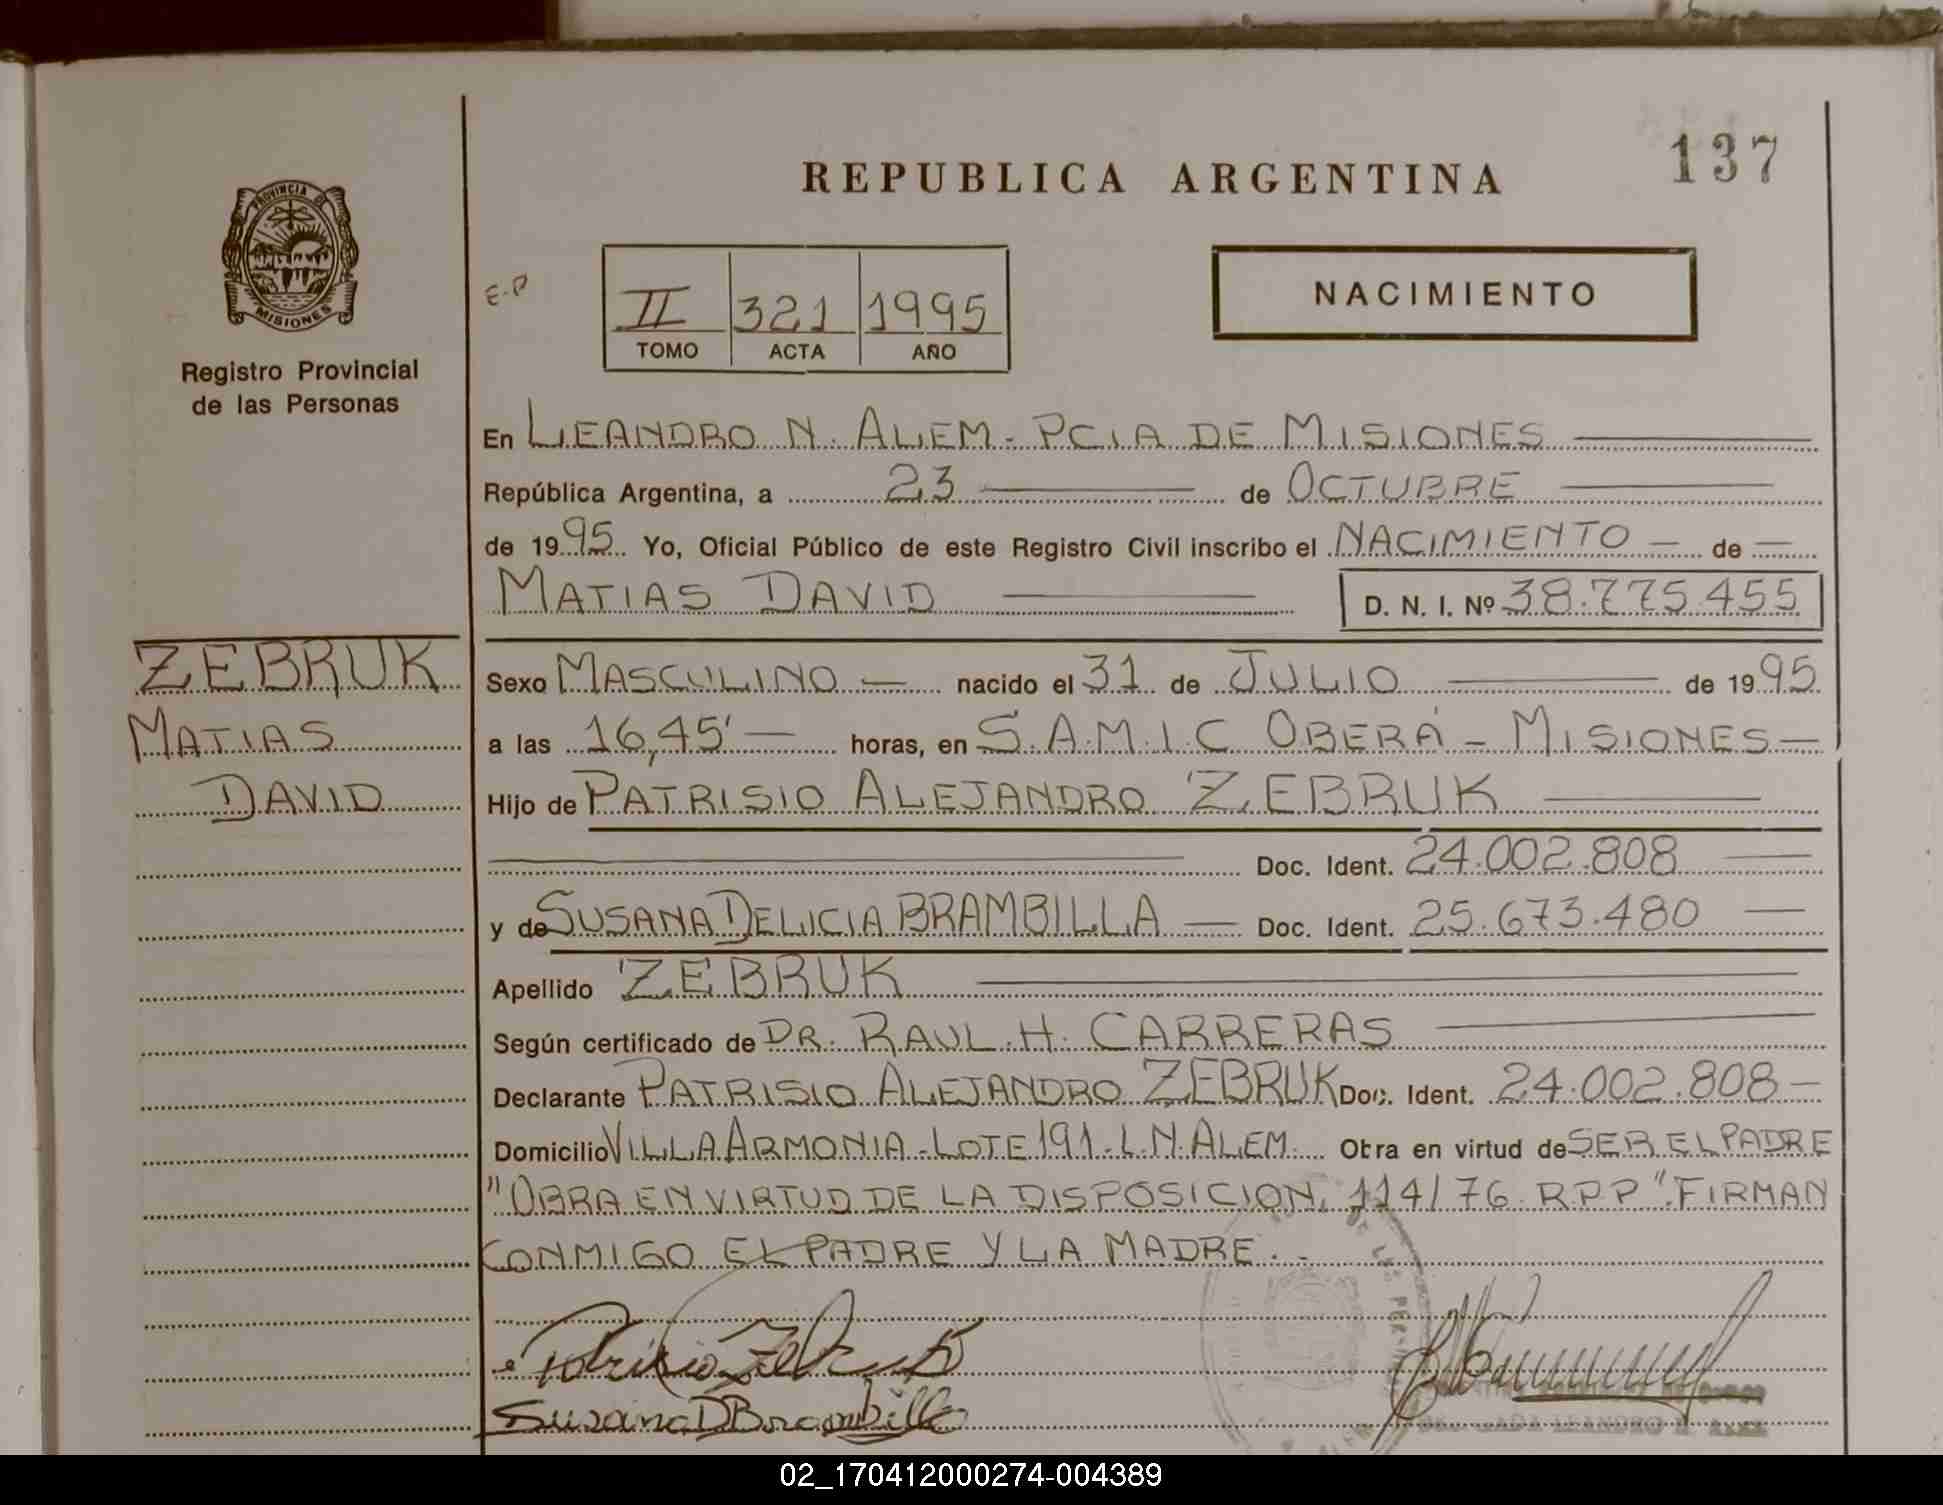 137
REPUBLICA ARGENTINA
PROVINCIA DE
MISIONES
Registro Provincial
de las Personas
E.P
II 321 1995
TOMO ACTA AÑO
NACIMIENTO
En LEANDRO N. ALEM - PCIA DE MISIONES
República Argentina, a 23 de OCTUBRE
de 1995 Yo, Oficial Público de este Registro Civil inscribo el NACIMIENTO - de -
MATIAS DAVID D. N. I. Nº 38.775.455
ZEBRUK
MATIAS
DAVID
Sexo MASCULINO - nacido el 31 de JULIO de 1995
a las 16,45' - horas, en S.A.M.I.C OBERÁ - MISIONES -
Hijo de PATRISIO ALEJANDRO ZEBRUK
Doc. Ident. 24.002.808
y de SUSANA DELICIA BRAMBILLA - Doc. Ident. 25.673.480
Apellido ZEBRUK
Según certificado de DR. RAUL H. CARRERAS
Declarante PATRISIO ALEJANDRO ZEBRUK Doc. Ident. 24.002.808 -
Domicilio VILLA ARMONIA - LOTE 191 - L.N. ALEM. Obra en virtud de SER EL PADRE
"OBRA EN VIRTUD DE LA DISPOSICION, 114/76 R.P.P". FIRMAN
CONMIGO EL PADRE Y LA MADRE. -
Patricio Zebruk
Susana D Brambilla
02_170412000274-004389